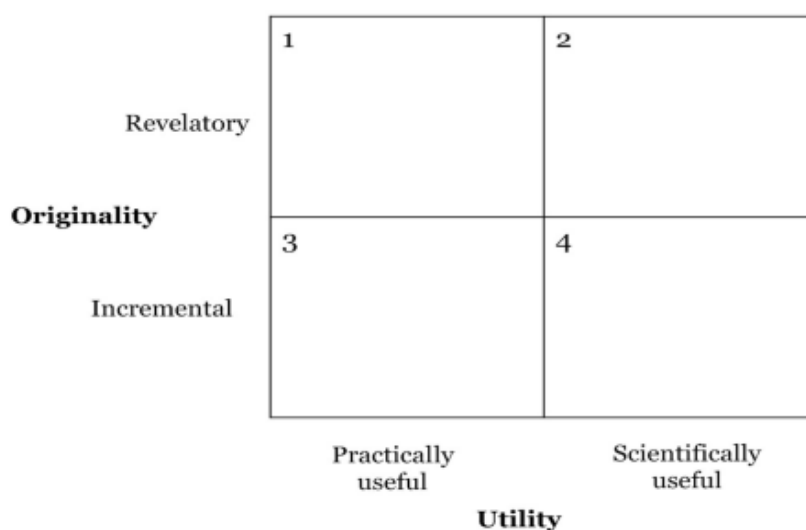 1
2
Revelatory
Originality
3
4
Incremental
Practically
useful
Scientifically
useful
Utility